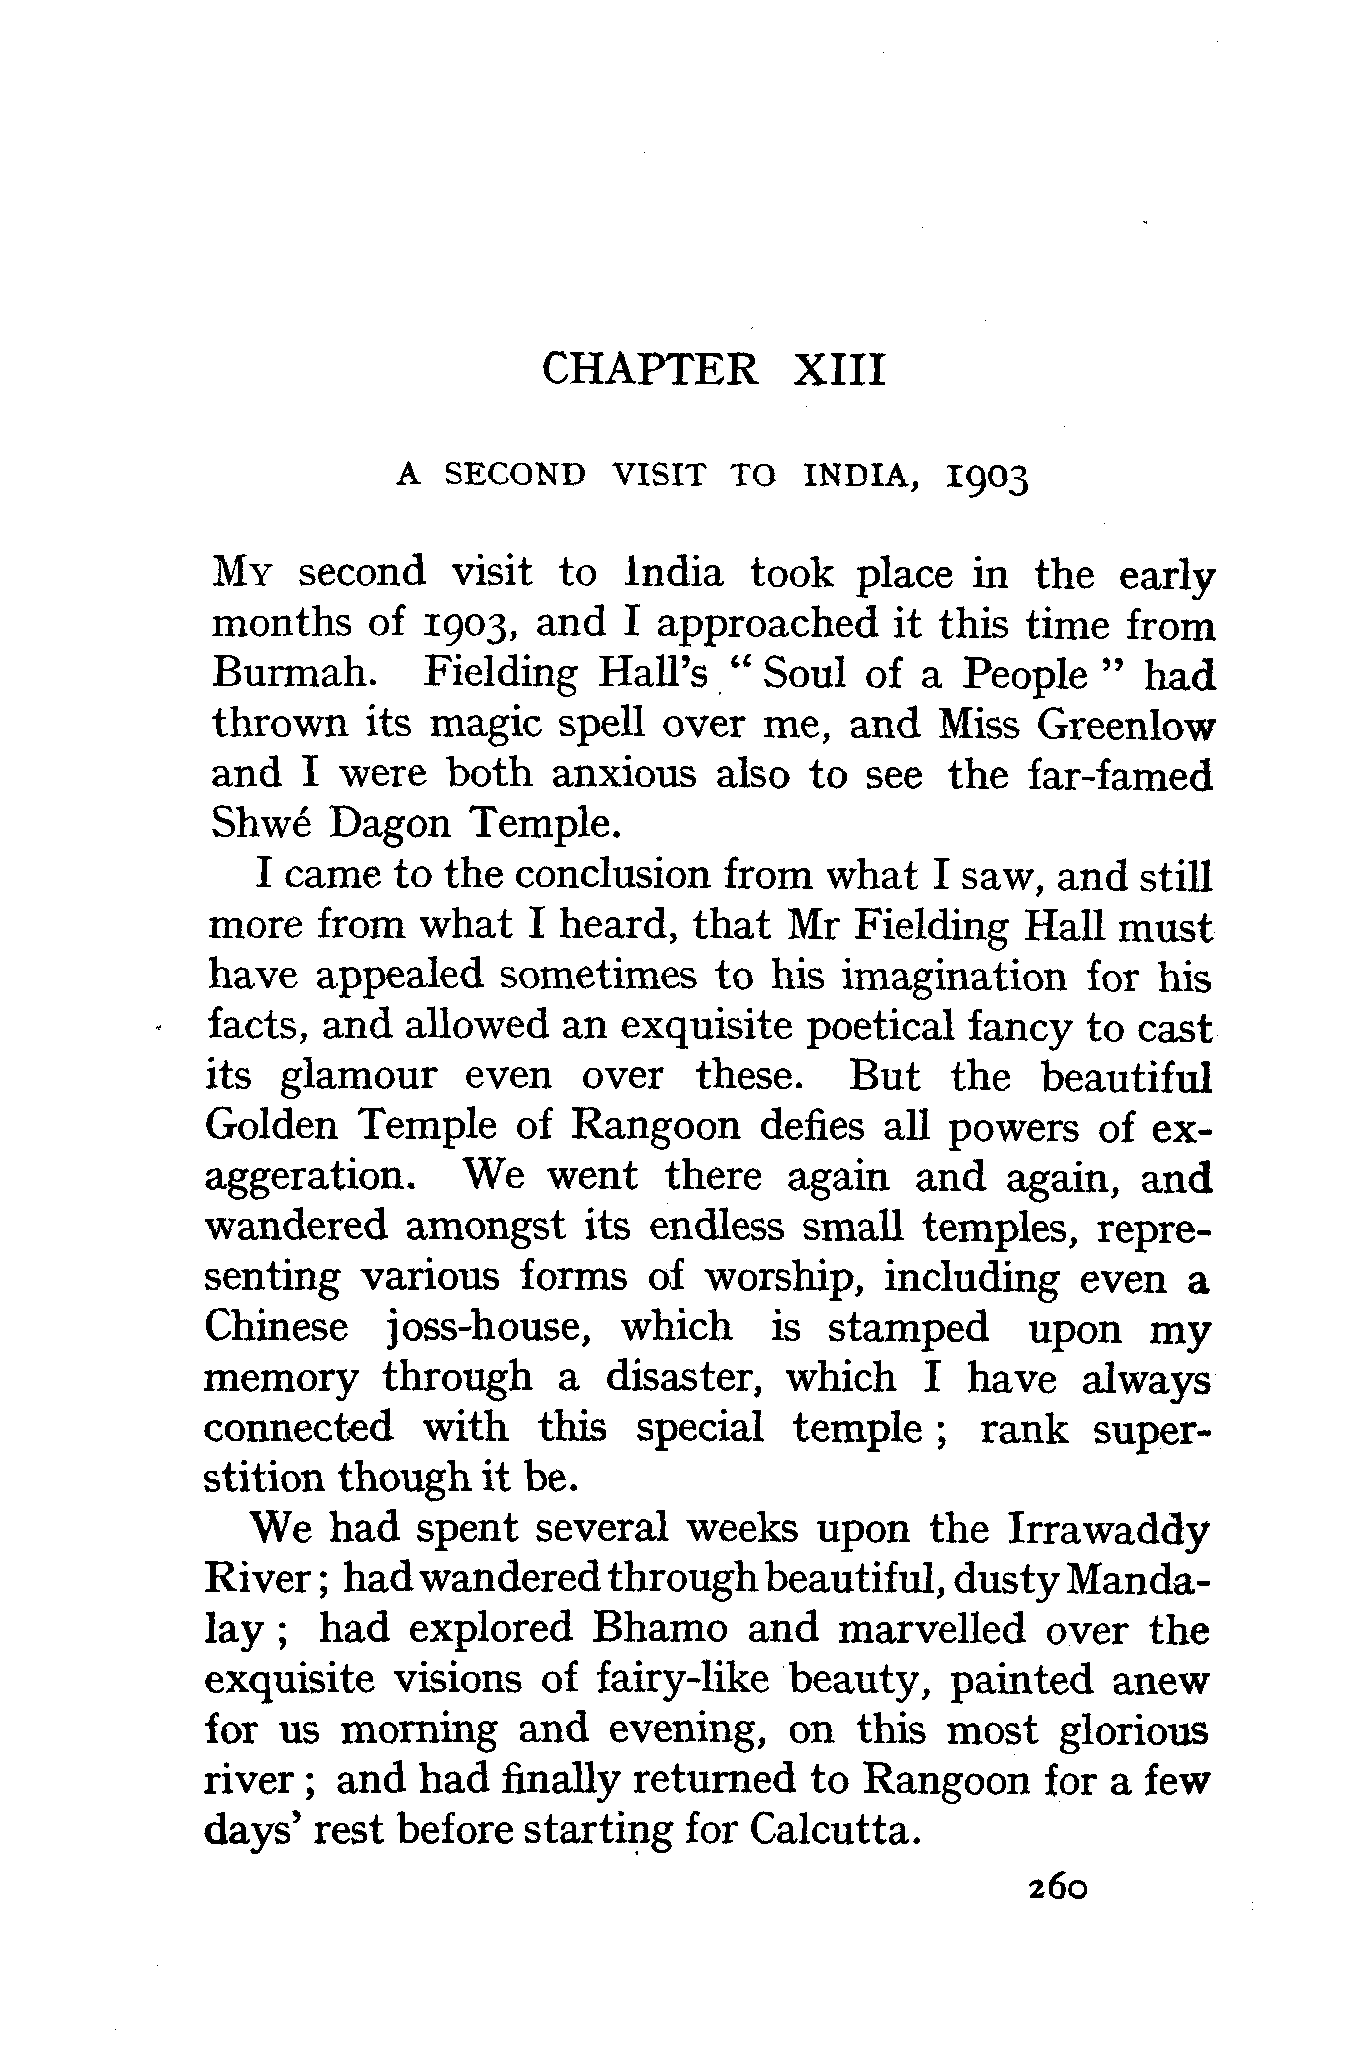 CHAPTER XIII
A SECOND VISIT TO INDIA, 1903
My second visit to India took place in the early
months of 1903, and I approached it this time from
Burmah. Fielding Hall's “ Soul of a People ” had
thrown its magic spell over me, and Miss Greenlow
and I were both anxious also to see the far-famed
Shwé Dagon Temple.
I came to the conclusion from what I saw, and still
more from what I heard, that Mr Fielding Hall must
have appealed sometimes to his imagination for his
facts, and allowed an exquisite poetical fancy to cast
its glamour even over these. But the beautiful
Golden Temple of Rangoon defies all powers of ex-
aggeration. We went there again and again, and
wandered amongst its endless small temples, repre-
senting various forms of worship, including even a
Chinese joss-house, which is stamped upon my
memory through a disaster, which I have always
connected with this special temple ; rank super-
stition though it be.
We had spent several weeks upon the Irrawaddy
River ; had wandered through beautiful, dusty Manda-
lay ; had explored Bhamo and marvelled over the
exquisite visions of fairy-like beauty, painted anew
for us morning and evening, on this most glorious
river ; and had finally returned to Rangoon for a few
days' rest before starting for Calcutta.
260